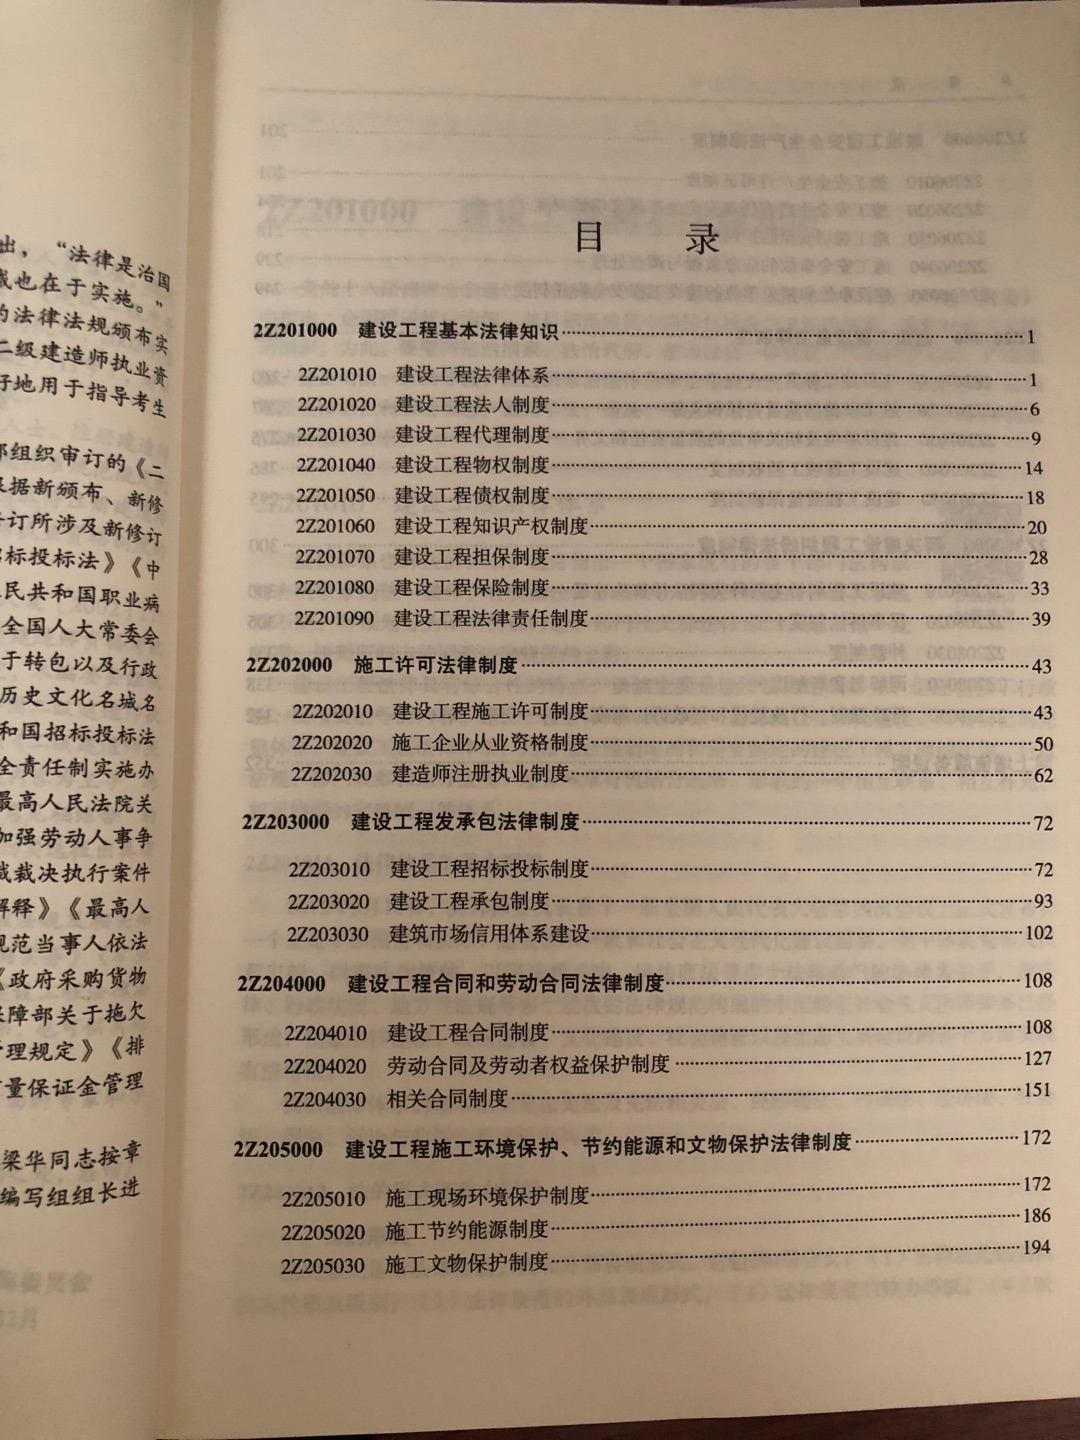 出，“法律是治国
也在于实施。”
的法律法规颁布实
二级建造师执业资
好地用于指导考生
部组织审订的《二
根据新颁布、新修
订所涉及新修订
招标投标法》《中
民共和国职业病
全国人大常委会
于转包以及行政
历史文化名城名
和国招标投标法
全责任制实施办
最高人民法院关
加强劳动人事争
裁裁决执行案件
解释》《最高人
规范当事人依法
《政府采购货物
保障部关于拖欠
管理规定》《排
质量保证金管理
梁华同志按章
编写组组长进
委员会
2月
目 录
2Z201000 建设工程基本法律知识 1
2Z201010 建设工程法律体系 1
2Z201020 建设工程法人制度 6
2Z201030 建设工程代理制度 9
2Z201040 建设工程物权制度 14
2Z201050 建设工程债权制度 18
2Z201060 建设工程知识产权制度 20
2Z201070 建设工程担保制度 28
2Z201080 建设工程保险制度 33
2Z201090 建设工程法律责任制度 39
2Z202000 施工许可法律制度 43
2Z202010 建设工程施工许可制度 43
2Z202020 施工企业从业资格制度 50
2Z202030 建造师注册执业制度 62
2Z203000 建设工程发承包法律制度 72
2Z203010 建设工程招标投标制度 72
2Z203020 建设工程承包制度 93
2Z203030 建筑市场信用体系建设 102
2Z204000 建设工程合同和劳动合同法律制度 108
2Z204010 建设工程合同制度 108
2Z204020 劳动合同及劳动者权益保护制度 127
2Z204030 相关合同制度 151
2Z205000 建设工程施工环境保护、节约能源和文物保护法律制度 172
2Z205010 施工现场环境保护制度 172
2Z205020 施工节约能源制度 186
2Z205030 施工文物保护制度 194